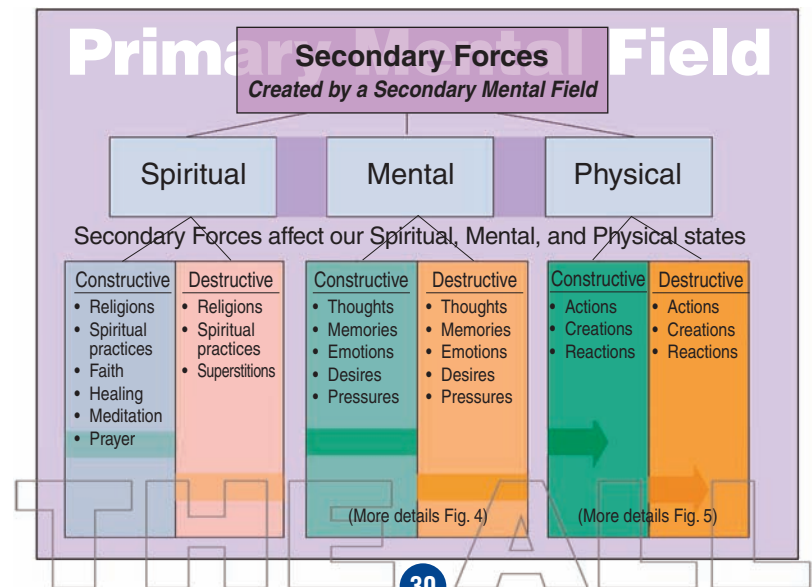 Primary Mental Field
Secondary Forces
Created by a Secondary Mental Field
Spiritual
Mental
Physical
Secondary Forces affect our Spiritual, Mental, and Physical states
Constructive
• Religions
• Spiritual
practices
• Faith
• Healing
• Meditation
• Prayer
Destructive
• Religions
• Spiritual
practices
• Superstitions
Constructive
• Thoughts
• Memories
• Emotions
• Desires
• Pressures
Destructive
• Thoughts
• Memories
• Emotions
• Desires
• Pressures
(More details Fig. 4)
Constructive
• Actions
• Creations
• Reactions
Destructive
• Actions
• Creations
• Reactions
(More details Fig. 5)
THE ALL
30